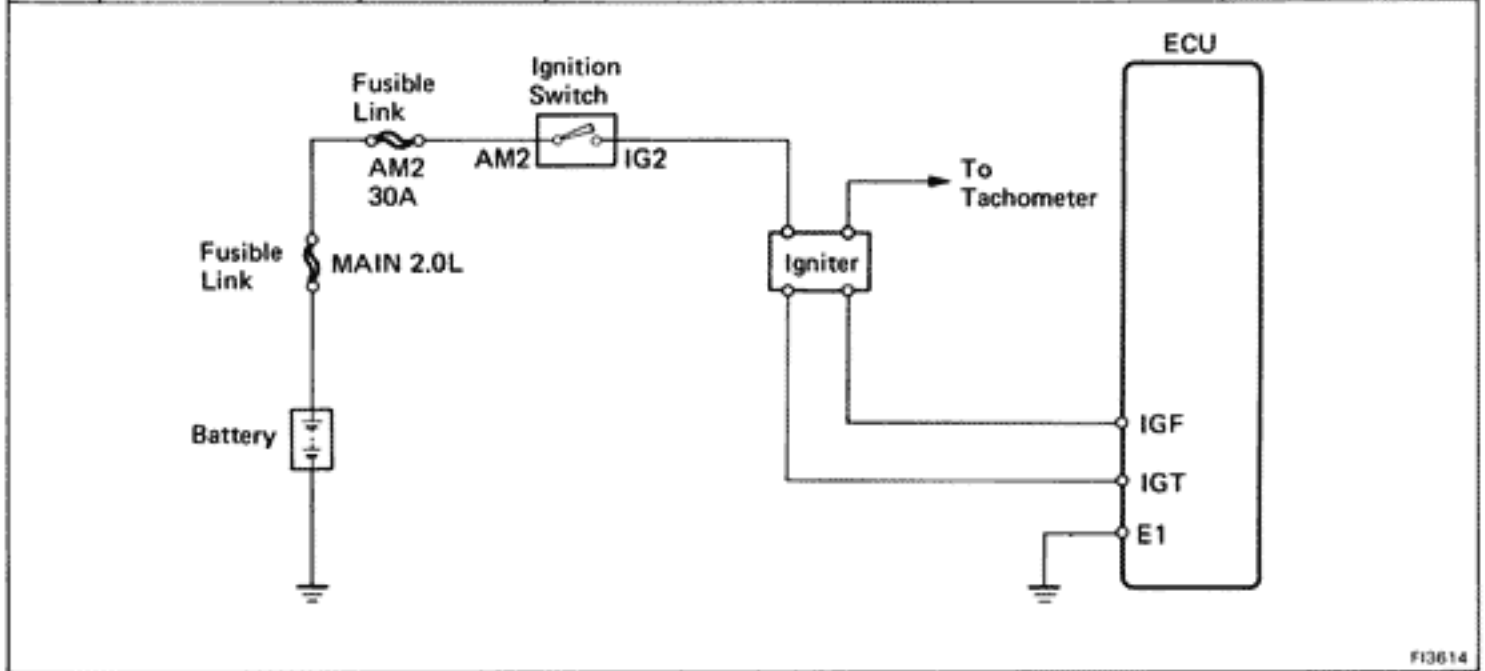 ECU
Ignition
Switch
Fusible
Link
AM2
IG2
AM2
30A
To
Tachometer
Fusible
Link
MAIN 2.0L
Igniter
Battery
IGF
IGT
E1
FI3614